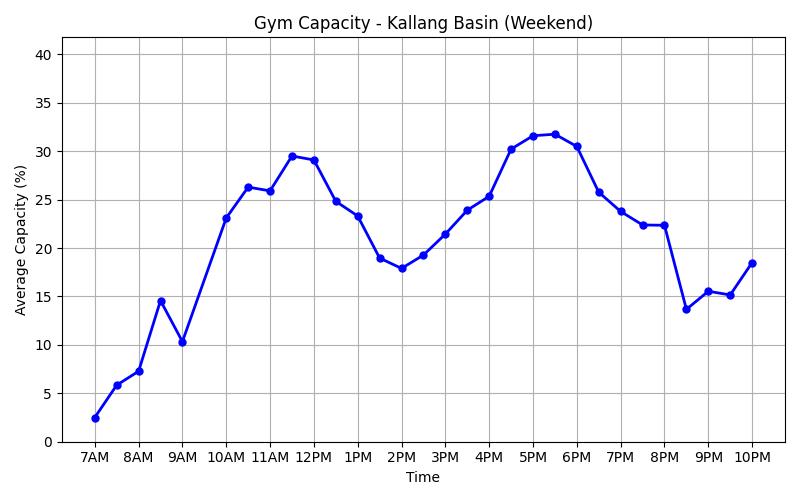 Gym Capacity - Kallang Basin (Weekend)
40
35
30
25
20
15
10
5
0
Average Capacity (%)
7AM 8AM 9AM 10AM 11AM 12PM 1PM 2PM 3PM 4PM 5PM 6PM 7PM 8PM 9PM 10PM
Time